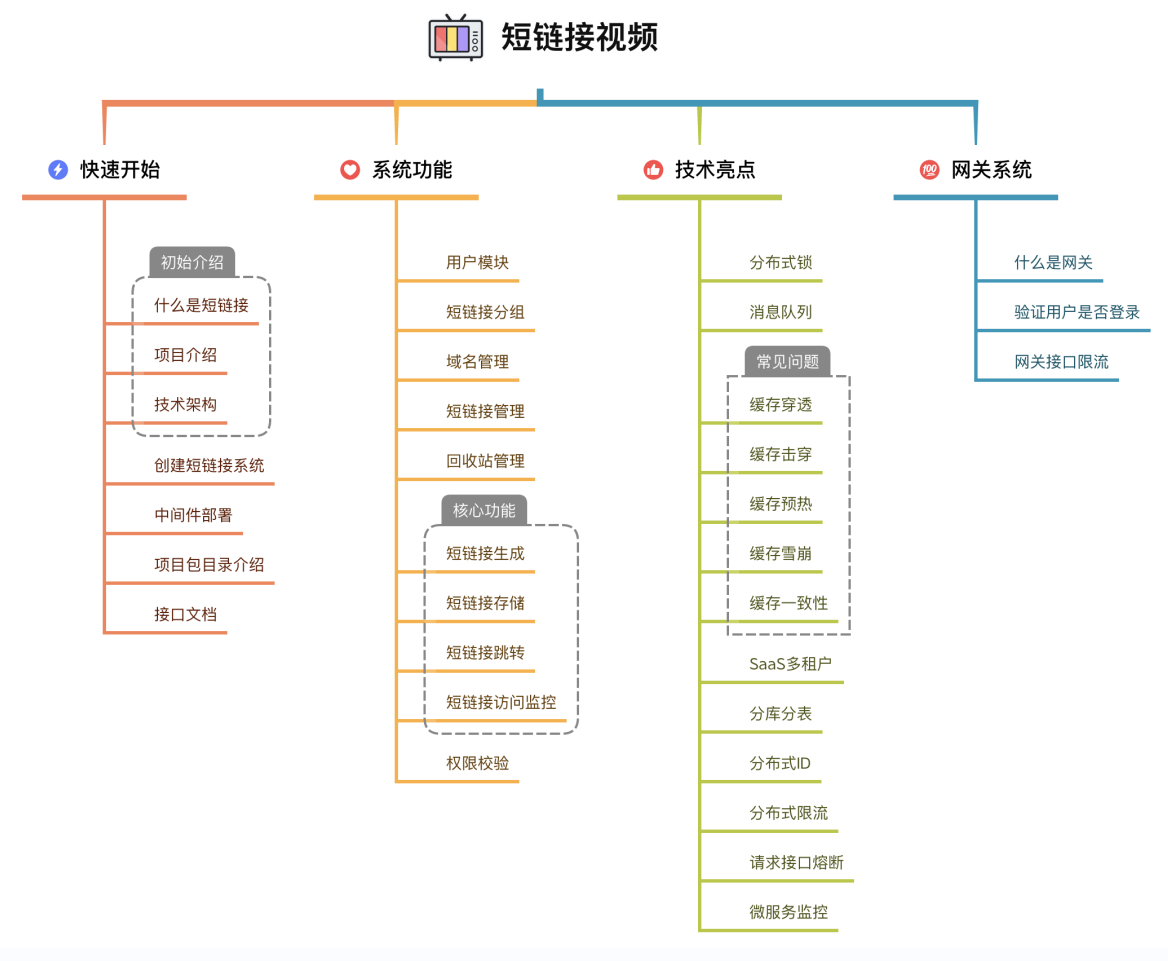 短链接视频
快速开始
初始介绍
什么是短链接
项目介绍
技术架构
创建短链接系统
中间件部署
项目包目录介绍
接口文档
系统功能
用户模块
短链接分组
域名管理
短链接管理
回收站管理
核心功能
短链接生成
短链接存储
短链接跳转
短链接访问监控
权限校验
技术亮点
分布式锁
消息队列
常见问题
缓存穿透
缓存击穿
缓存预热
缓存雪崩
缓存一致性
SaaS多租户
分库分表
分布式ID
分布式限流
请求接口熔断
微服务监控
100
网关系统
什么是网关
验证用户是否登录
网关接口限流